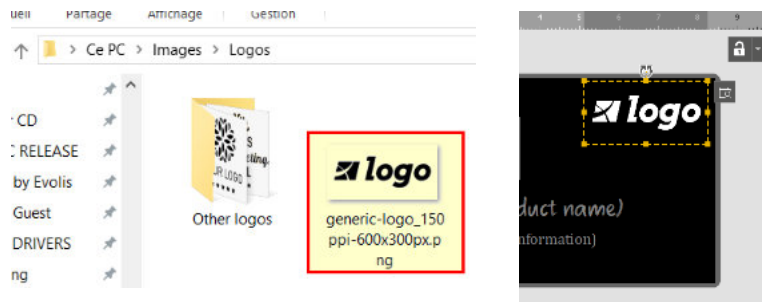 Partage Affichage Gestion
Ce PC > Images > Logos
CD
RELEASE
by Evolis
Guest
DRIVERS
ng
Other logos
logo
generic-logo_150
ppi-600x300px.p
ng
4 5 6 7 8 9
logo
duct name)
nformation)